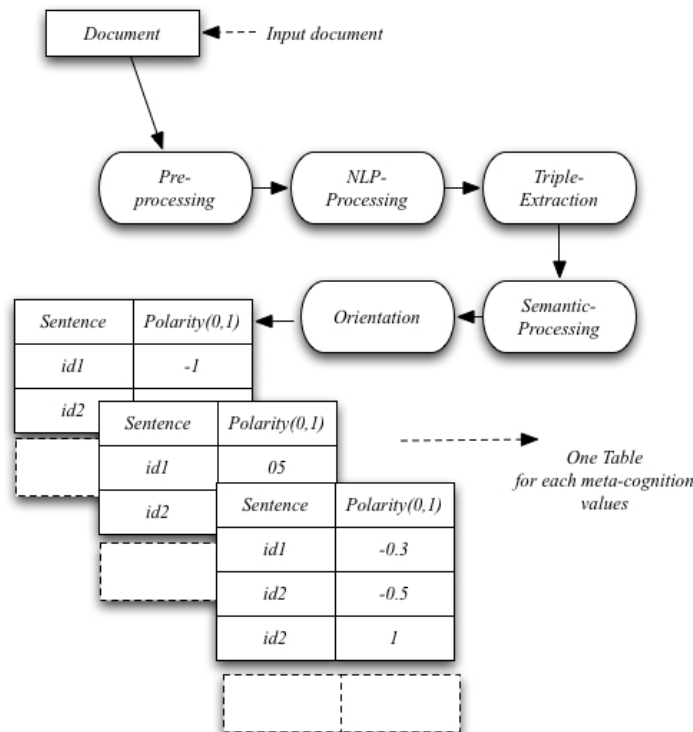 Document
Input document
Pre-
processing
NLP-
Processing
Triple-
Extraction
Orientation
Semantic-
Processing
Sentence Polarity(0,1)
id1 -1
id2
Sentence Polarity(0,1)
id1 05
id2
One Table
for each meta-cognition
values
Sentence Polarity(0,1)
id1 -0.3
id2 -0.5
id2 1